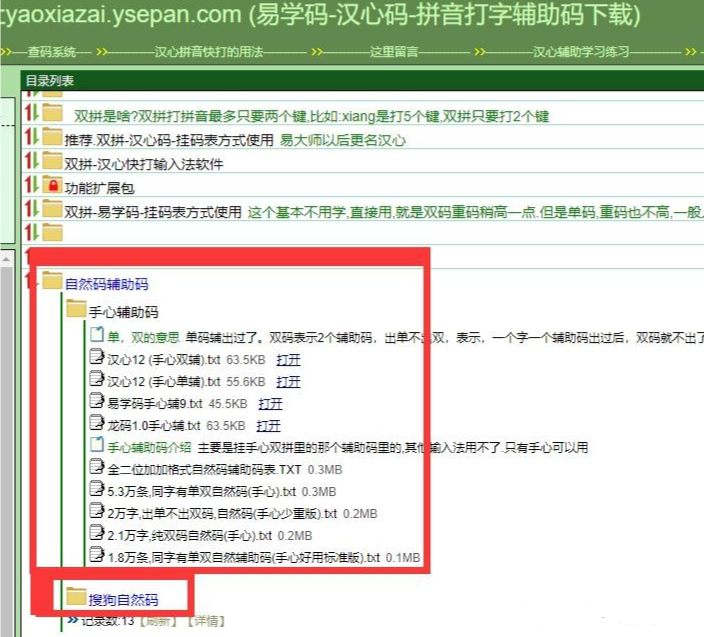 yaoxiazai.ysepan.com (易学码-汉心码-拼音打字辅助码下载)
>>----查码系统---- >>------------汉心拼音快打的用法------------ >>------------这里留言------------ >>------------汉心辅助学习练习------------ >>
目录列表
双拼是啥?双拼打拼音最多只要两个键,比如:xiang是打5个键,双拼只要打2个键
推荐.双拼-汉心码-挂码表方式使用 易大师以后更名汉心
双拼-汉心快打输入法软件
功能扩展包
双拼-易学码-挂码表方式使用 这个基本不用学,直接用,就是双码重码稍高一点.但是单码,重码也不高,一般
自然码辅助码
手心辅助码
单，双的意思 单码辅出过了。双码表示2个辅助码，出单不出双，表示，一个字一个辅助码出过后，双码就不出了
汉心12 (手心双辅).txt 63.5KB 打开
汉心12 (手心单辅).txt 55.6KB 打开
易学码手心辅9.txt 45.5KB 打开
龙码1.0手心辅.txt 63.5KB 打开
手心辅助码介绍 主要是挂手心双拼里的那个辅助码里的,其他输入法用不了.只有手心可以用
全二位加加格式自然码辅助码表.TXT 0.3MB
5.3万条,同字有单双自然码(手心).txt 0.3MB
2万字,出单不出双码,自然码(手心少重版).txt 0.2MB
2.1万字,纯双码自然码(手心).txt 0.2MB
1.8万条,同字有单双自然辅助码(手心好用标准版).txt 0.1MB
搜狗自然码
>> 记录数:13【刷新】【详情】